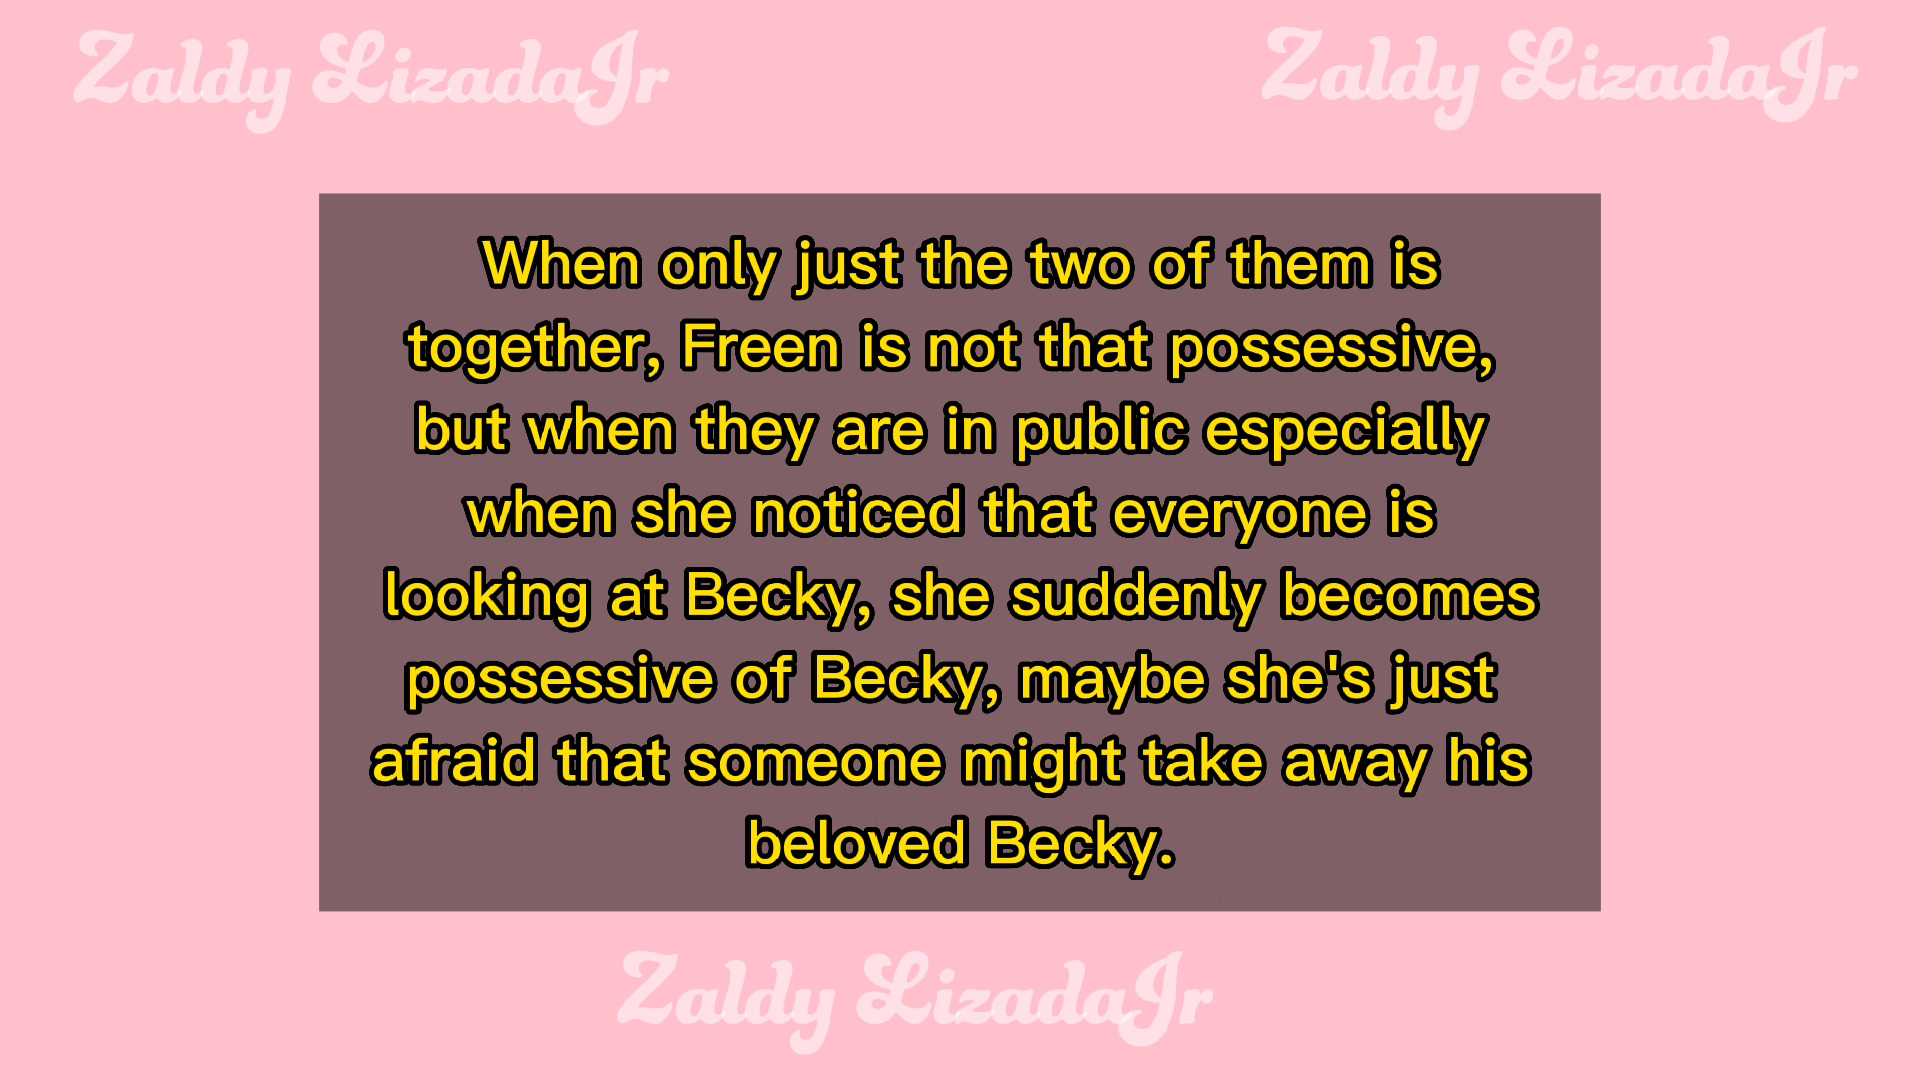 Zaldy LizadaJr Zaldy LizadaJr
When only just the two of them is
together, Freen is not that possessive,
but when they are in public especially
when she noticed that everyone is
looking at Becky, she suddenly becomes
possessive of Becky, maybe she's just
afraid that someone might take away his
beloved Becky.
Zaldy LizadaJr